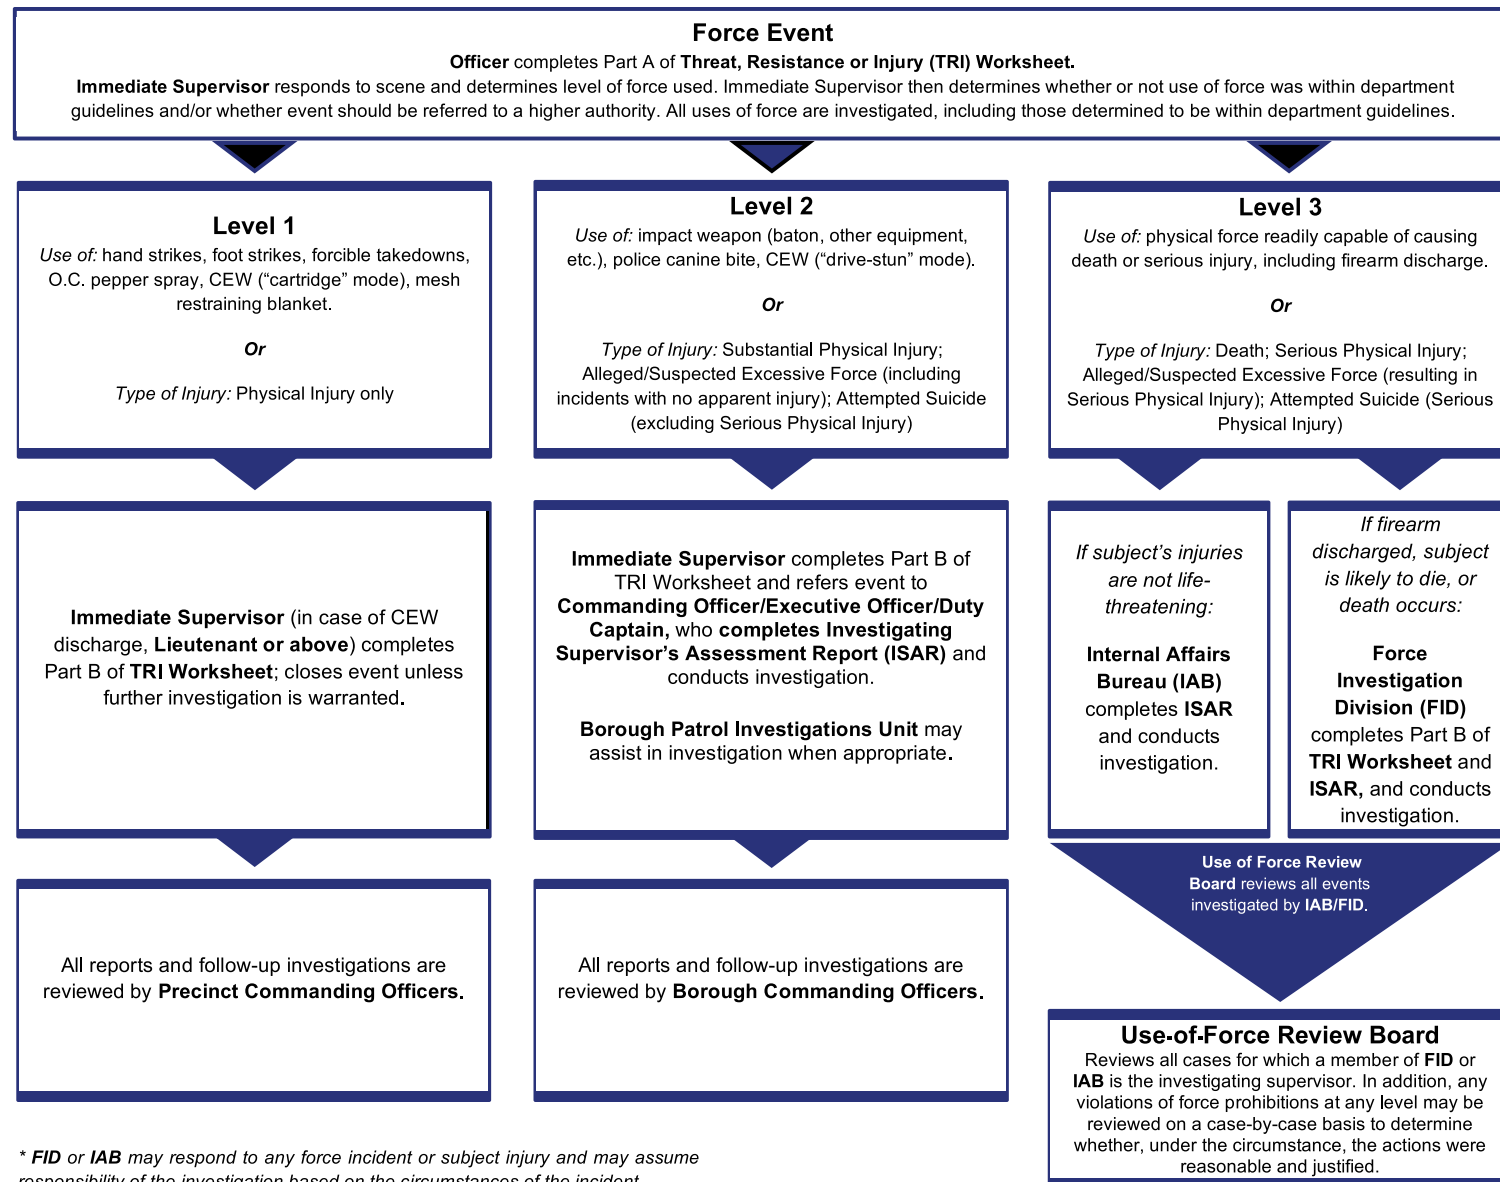 Force Event
Officer completes Part A of Threat, Resistance or Injury (TRI) Worksheet.
Immediate Supervisor responds to scene and determines level of force used. Immediate Supervisor then determines whether or not use of force was within department
guidelines and/or whether event should be referred to a higher authority. All uses of force are investigated, including those determined to be within department guidelines.
Level 1
Use of: hand strikes, foot strikes, forcible takedowns,
O.C. pepper spray, CEW (“cartridge” mode), mesh
restraining blanket.
Or
Type of Injury: Physical Injury only
Level 2
Use of: impact weapon (baton, other equipment,
etc.), police canine bite, CEW (“drive-stun” mode).
Or
Type of Injury: Substantial Physical Injury;
Alleged/Suspected Excessive Force (including
incidents with no apparent injury); Attempted Suicide
(excluding Serious Physical Injury)
Level 3
Use of: physical force readily capable of causing
death or serious injury, including firearm discharge.
Or
Type of Injury: Death; Serious Physical Injury;
Alleged/Suspected Excessive Force (resulting in
Serious Physical Injury); Attempted Suicide (Serious
Physical Injury)
Immediate Supervisor (in case of CEW
discharge, Lieutenant or above) completes
Part B of TRI Worksheet; closes event unless
further investigation is warranted.
Immediate Supervisor completes Part B of
TRI Worksheet and refers event to
Commanding Officer/Executive Officer/Duty
Captain, who completes Investigating
Supervisor’s Assessment Report (ISAR) and
conducts investigation.
Borough Patrol Investigations Unit may
assist in investigation when appropriate.
If subject’s injuries
are not life-
threatening:
Internal Affairs
Bureau (IAB)
completes ISAR
and conducts
investigation.
If firearm
discharged, subject
is likely to die, or
death occurs:
Force
Investigation
Division (FID)
completes Part B of
TRI Worksheet and
ISAR, and conducts
investigation.
Use of Force Review
Board reviews all events
investigated by IAB/FID.
All reports and follow-up investigations are
reviewed by Precinct Commanding Officers.
All reports and follow-up investigations are
reviewed by Borough Commanding Officers.
Use-of-Force Review Board
Reviews all cases for which a member of FID or
IAB is the investigating supervisor. In addition, any
violations of force prohibitions at any level may be
reviewed on a case-by-case basis to determine
whether, under the circumstance, the actions were
reasonable and justified.
* FID or IAB may respond to any force incident or subject injury and may assume
responsibility of the investigation based on the circumstances of the incident